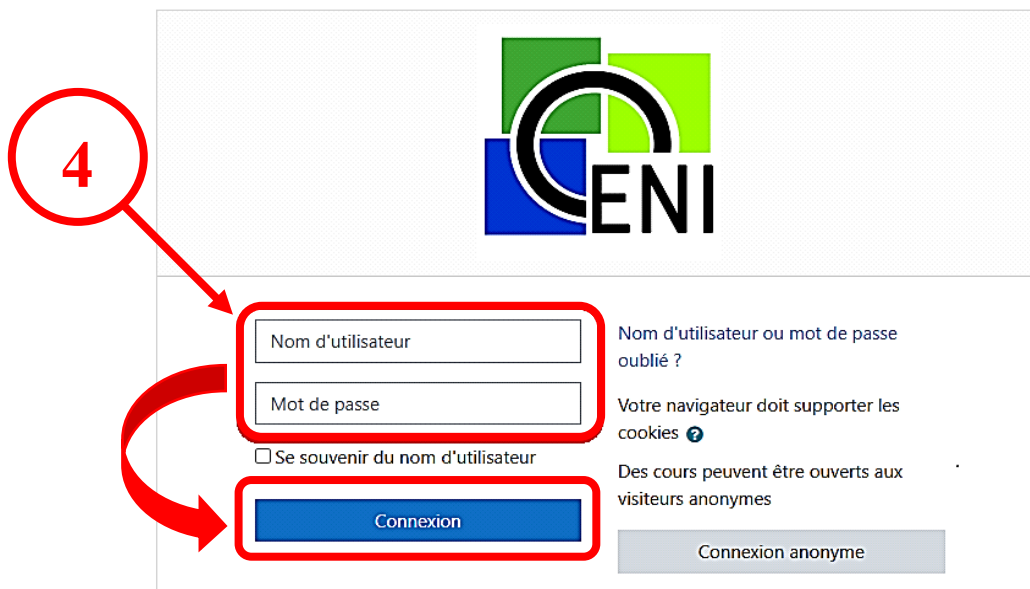 ENI
4
Nom d'utilisateur
Mot de passe
Se souvenir du nom d'utilisateur
Connexion
Nom d'utilisateur ou mot de passe
oublié ?
Votre navigateur doit supporter les
cookies ?
Des cours peuvent être ouverts aux
visiteurs anonymes
Connexion anonyme